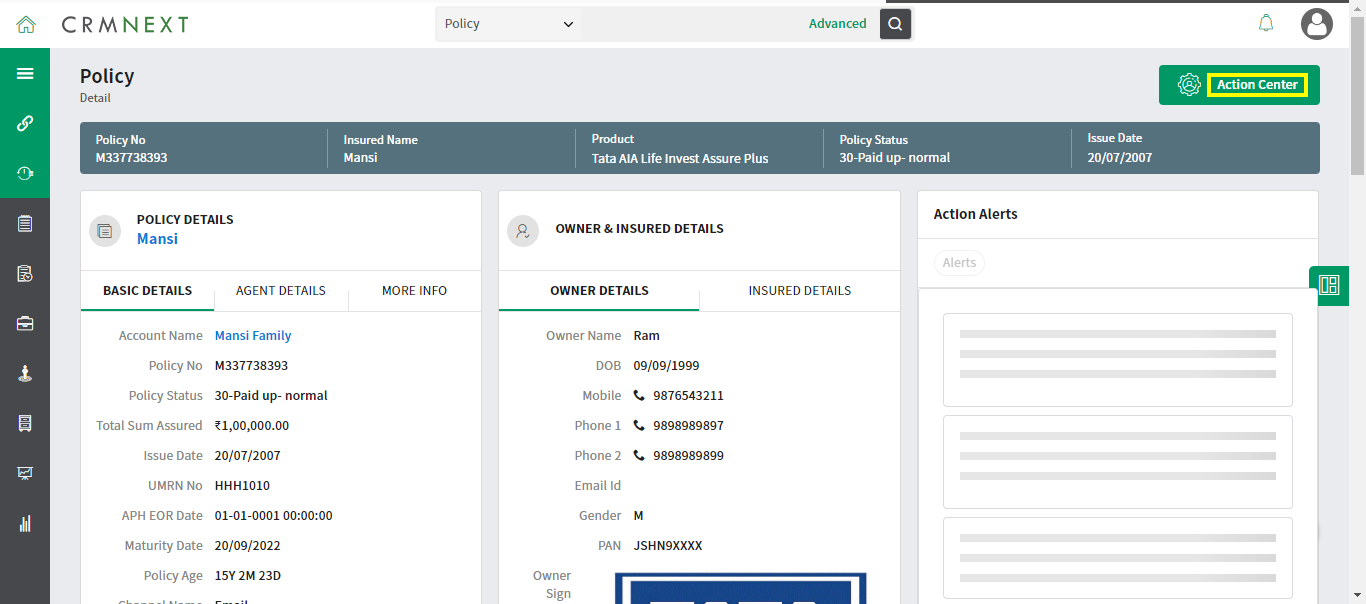 CRMNEXT
Policy
Advanced
Policy
Detail
Action Center
Policy No
M337738393
Insured Name
Mansi
Product
Tata AIA Life Invest Assure Plus
Policy Status
30-Paid up- normal
Issue Date
20/07/2007
POLICY DETAILS
Mansi
BASIC DETAILS AGENT DETAILS MORE INFO
Account Name Mansi Family
Policy No M337738393
Policy Status 30-Paid up- normal
Total Sum Assured ₹1,00,000.00
Issue Date 20/07/2007
UMRN No HHH1010
APH EOR Date 01-01-0001 00:00:00
Maturity Date 20/09/2022
Policy Age 15Y 2M 23D
Channel Name Email
OWNER & INSURED DETAILS
OWNER DETAILS INSURED DETAILS
Owner Name Ram
DOB 09/09/1999
Mobile 9876543211
Phone 1 9898989897
Phone 2 9898989899
Email Id
Gender M
PAN JSHN9XXXX
Owner
Sign
Action Alerts
Alerts